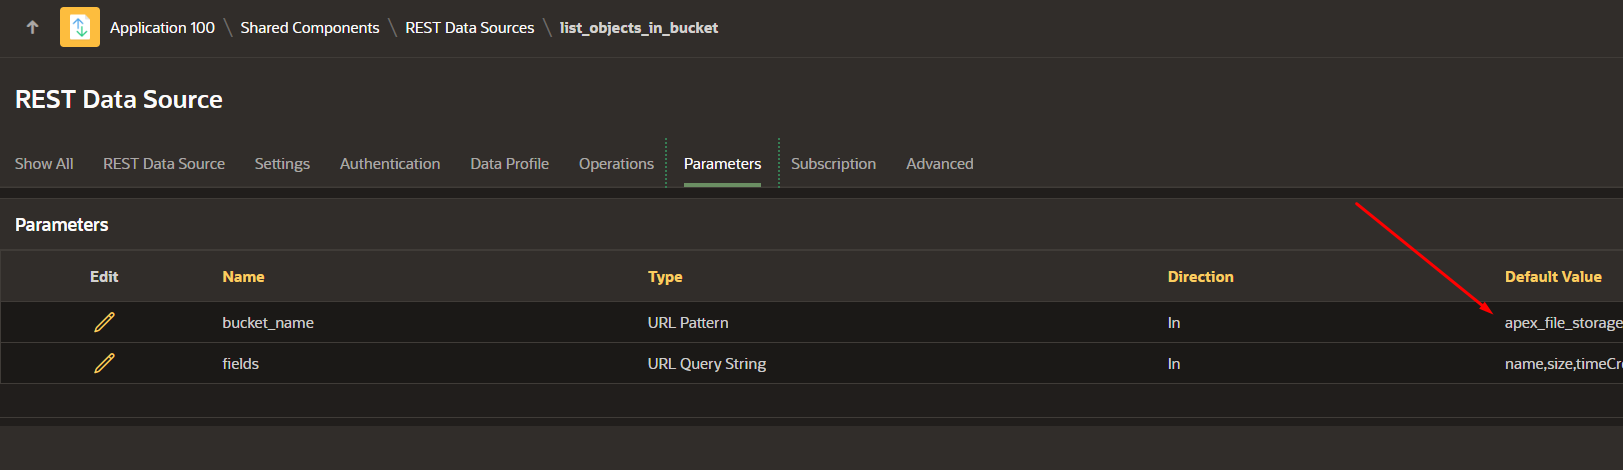 Application 100 \ Shared Components \ REST Data Sources \ list_objects_in_bucket
REST Data Source
Show All REST Data Source Settings Authentication Data Profile Operations Parameters Subscription Advanced
Parameters
Edit Name Type Direction Default Value
bucket_name URL Pattern In apex_file_storage
fields URL Query String In name,size,timeCr